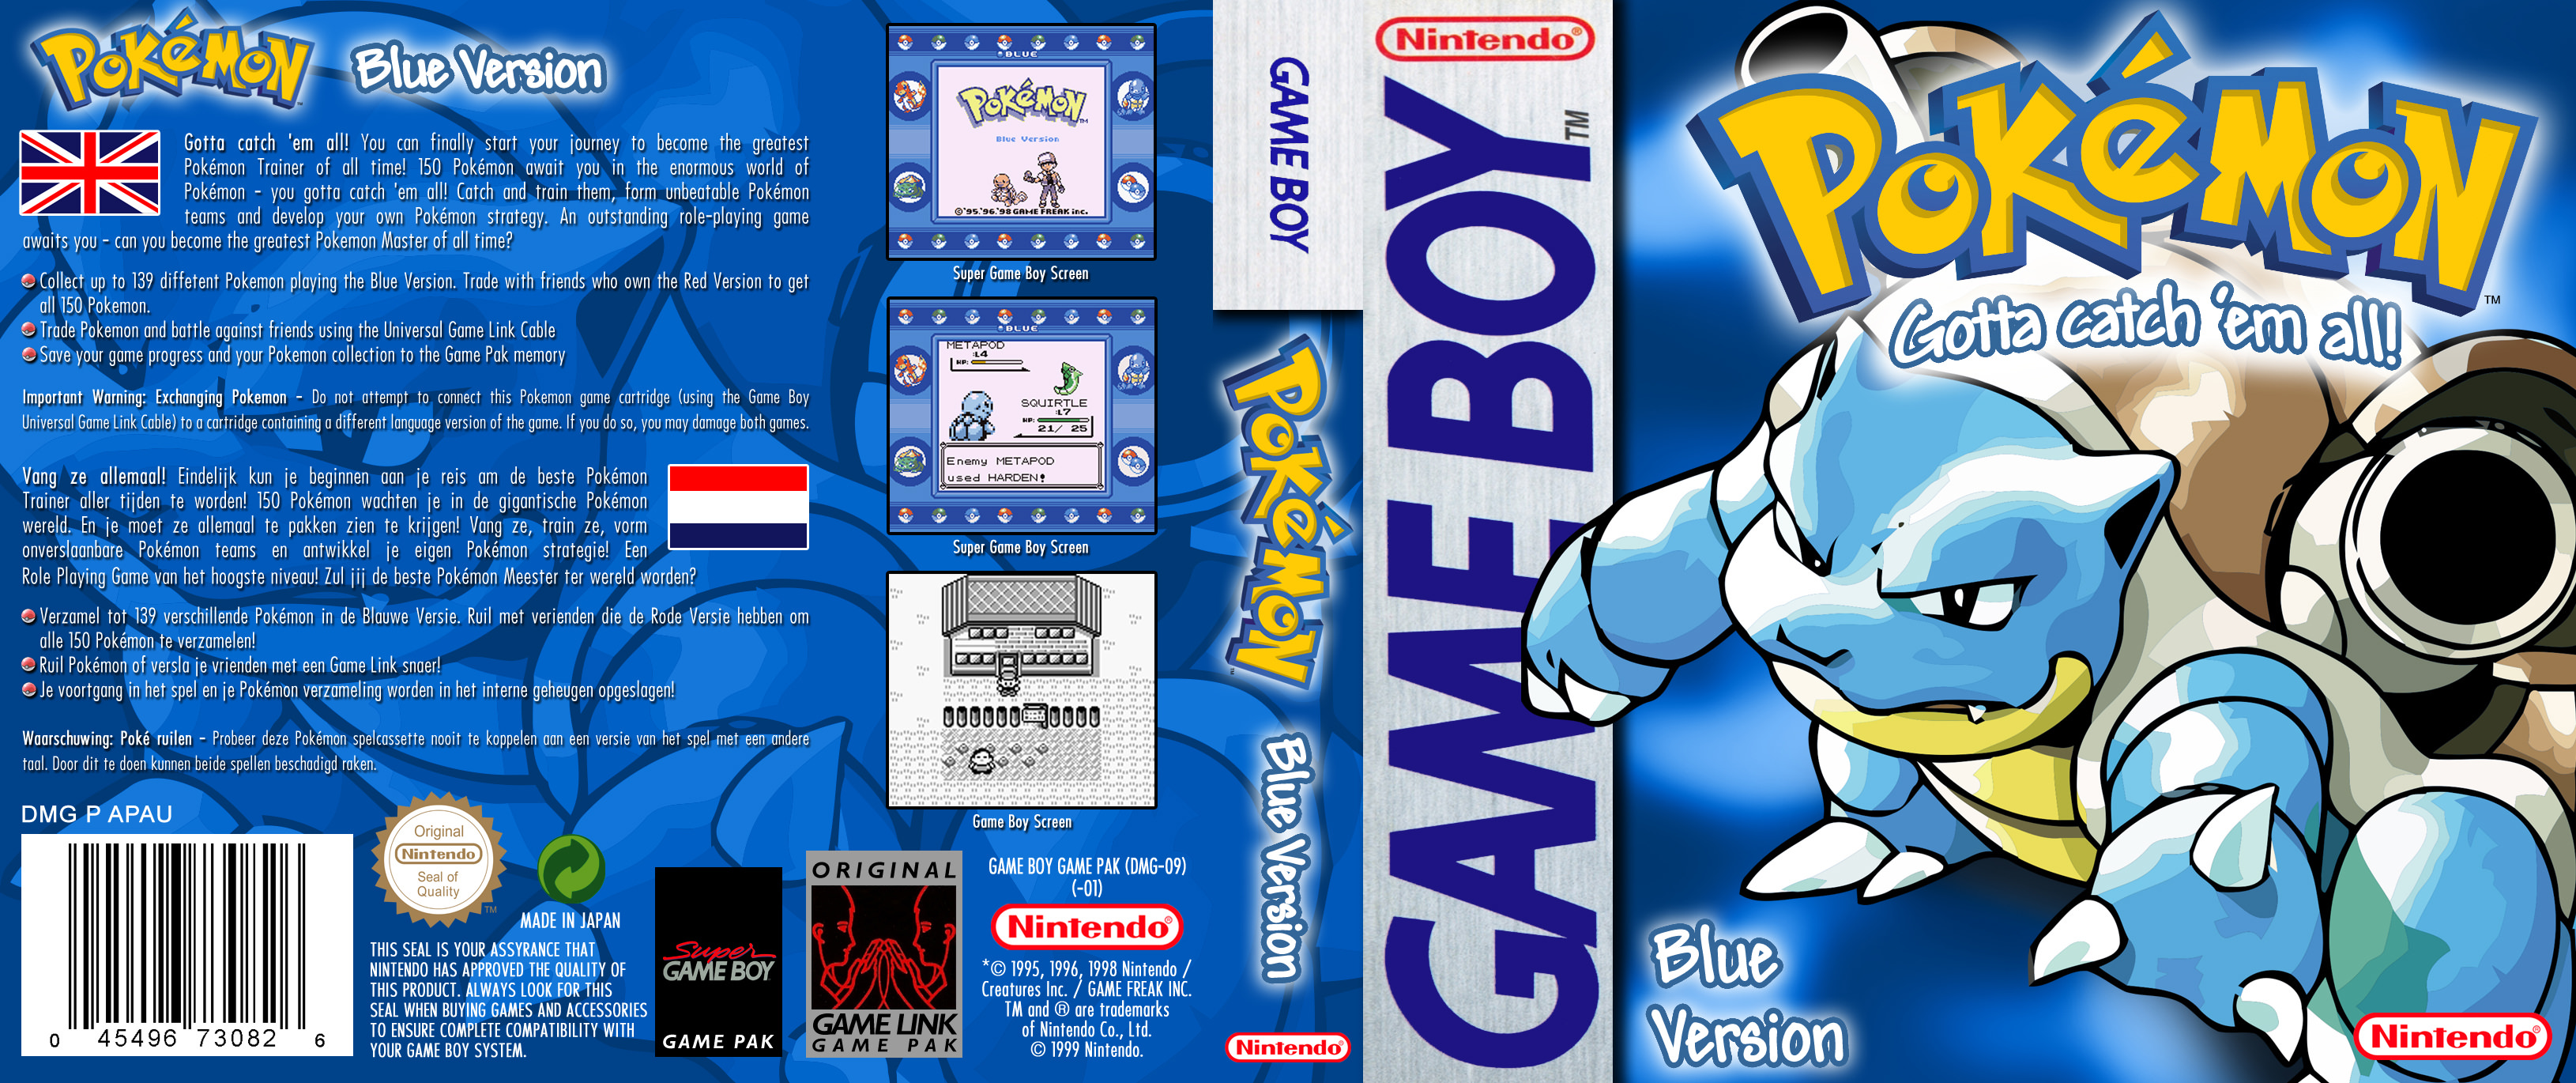 POKéMON
Blue Version
Gotta catch 'em all! You can finally start your journey to become the greatest
Pokémon Trainer of all time! 150 Pokémon await you in the enormous world of
Pokémon - you gotta catch 'em all! Catch and train them, form unbeatable Pokémon
teams and develop your own Pokémon strategy. An outstanding role-playing game
awaits you - can you become the greatest Pokemon Master of all time?
Collect up to 139 diffetent Pokemon playing the Blue Version. Trade with friends who own the Red Version to get
all 150 Pokemon.
Trade Pokemon and battle against friends using the Universal Game Link Cable
Save your game progress and your Pokemon collection to the Game Pak memory
Important Warning: Exchanging Pokemon - Do not attempt to connect this Pokemon game cartridge (using the Game Boy
Universal Game Link Cable) to a cartridge containing a different language version of the game. If you do so, you may damage both games.
Vang ze allemaal! Eindelijk kun je beginnen aan je reis am de beste Pokémon
Trainer aller tijden te worden! 150 Pokémon wachten je in de gigantische Pokémon
wereld. En je moet ze allemaal te pakken zien te krijgen! Vang ze, train ze, vorm
onverslaanbare Pokémon teams en antwikkel je eigen Pokémon strategie! Een
Role Playing Game van het hoogste niveau! Zul jij de beste Pokémon Meester ter wereld worden?
Verzamel tot 139 verschillende Pokémon in de Blauwe Versie. Ruil met verienden die de Rode Versie hebben om
alle 150 Pokémon te verzamelen!
Ruil Pokémon of versla je vrienden met een Game Link snaer!
Je voortgang in het spel en je Pokémon verzameling worden in het interne geheugen opgeslagen!
Waarschuwing: Poké ruilen - Probeer deze Pokémon spelcassette nooit te koppelen aan een versie van het spel met een andere
taal. Door dit te doen kunnen beide spellen beschadigd raken.
DMG P APAU
0 45496 73082 6
Original
Nintendo
Seal of
Quality
TM
MADE IN JAPAN
THIS SEAL IS YOUR ASSYRANCE THAT
NINTENDO HAS APPROVED THE QUALITY OF
THIS PRODUCT. ALWAYS LOOK FOR THIS
SEAL WHEN BUYING GAMES AND ACCESSORIES
TO ENSURE COMPLETE COMPATIBILITY WITH
YOUR GAME BOY SYSTEM.
Super
GAME BOY
GAME PAK
ORIGINAL
GAME LINK
GAME PAK
BLUE
POKéMON
TM
Blue Version
©'95.'96.'98 GAME FREAK inc.
Super Game Boy Screen
BLUE
METAPOD
:L4
HP:
SQUIRTLE
:L7
HP:
21/ 25
Enemy METAPOD
used HARDEN!
Super Game Boy Screen
Game Boy Screen
GAME BOY GAME PAK (DMG-09)
(-01)
Nintendo®
*© 1995, 1996, 1998 Nintendo /
Creatures Inc. / GAME FREAK INC.
TM and ® are trademarks
of Nintendo Co., Ltd.
© 1999 Nintendo.
GAME BOY
POKéMON
Blue Version
Nintendo®
Nintendo®
GAME BOY
TM
POKéMON
TM
Gotta catch 'em all!
Blue
Version
Nintendo®